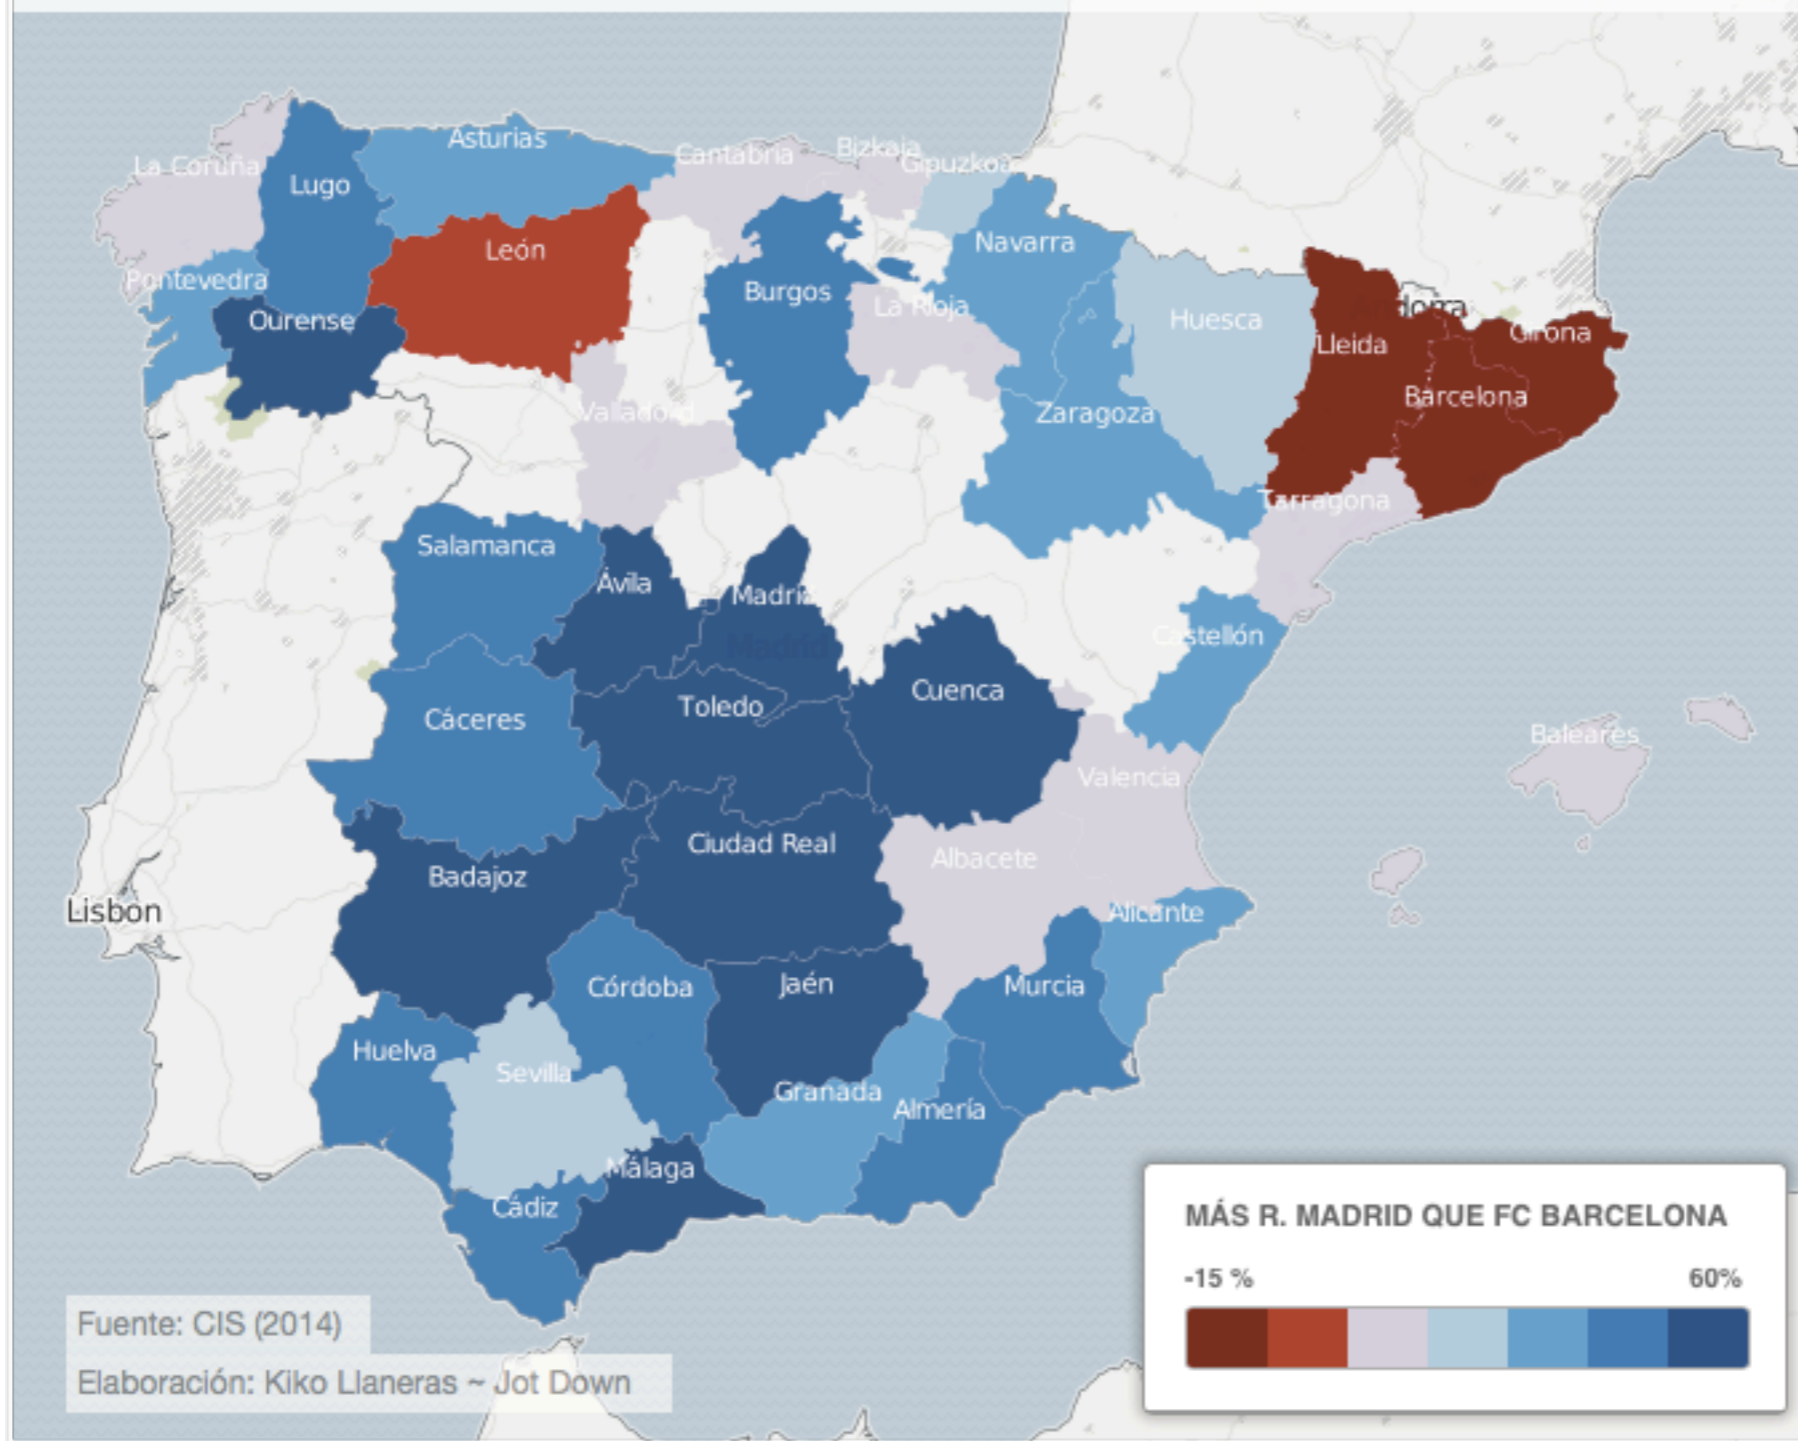 Asturias
Cantabria
Bizkaia
Gipuzkoa
La Coruña
Lugo
León
Navarra
Pontevedra
Burgos
La Rioja
Andorra
Ourense
Huesca
Lleida
Girona
Barcelona
Valladolid
Zaragoza
Tarragona
Salamanca
Ávila
Madrid
Madrid
Castellón
Cuenca
Toledo
Cáceres
Baleares
Valencia
Ciudad Real
Albacete
Badajoz
Lisbon
Alicante
Córdoba
Jaén
Murcia
Huelva
Sevilla
Granada
Almería
Málaga
Cádiz
MÁS R. MADRID QUE FC BARCELONA
-15 % 60%
Fuente: CIS (2014)
Elaboración: Kiko Llaneras ~ Jot Down